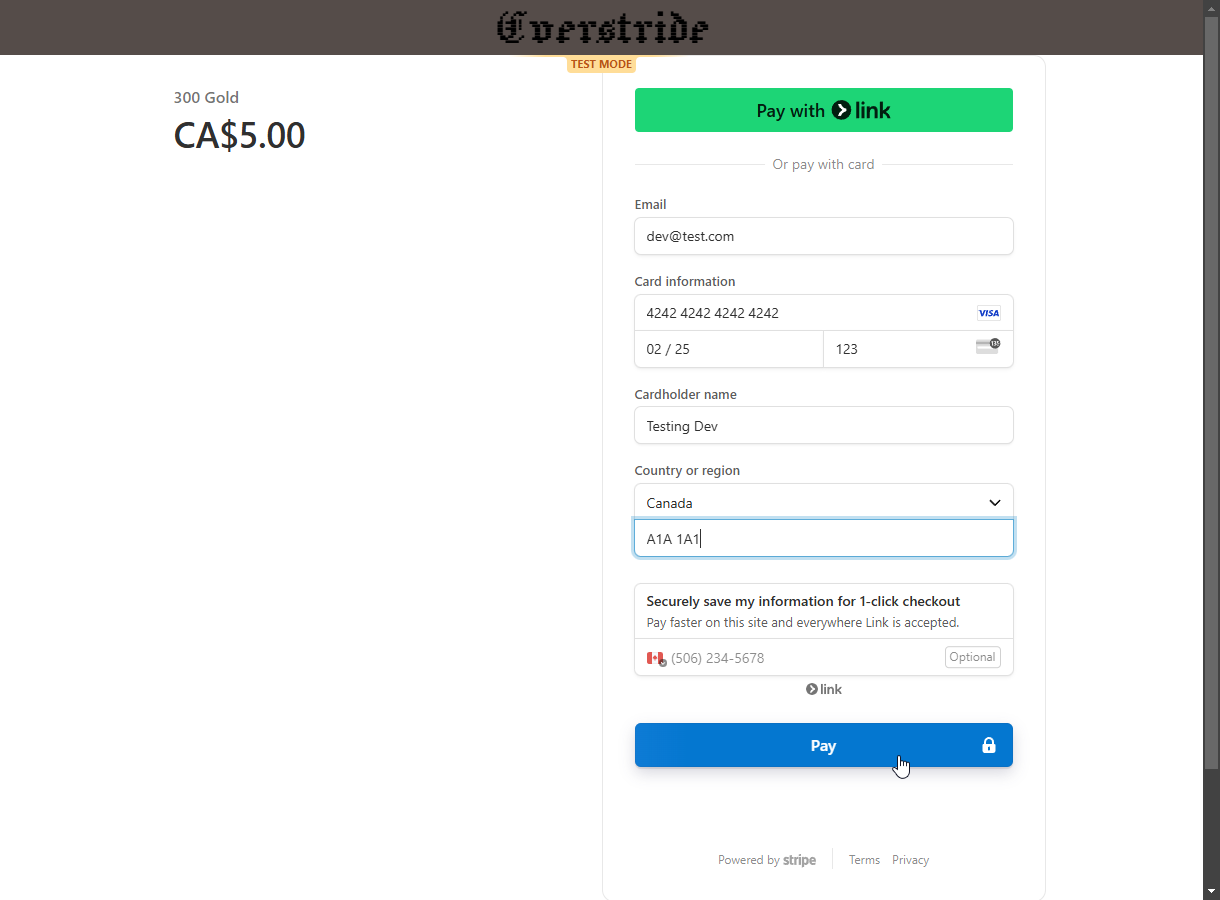 Everstride
TEST MODE
300 Gold
CA$5.00
Pay with link
Or pay with card
Email
dev@test.com
Card information
4242 4242 4242 4242
VISA
02 / 25
123
135
Cardholder name
Testing Dev
Country or region
Canada
A1A 1A1
Securely save my information for 1-click checkout
Pay faster on this site and everywhere Link is accepted.
(506) 234-5678
Optional
link
Pay
Powered by stripe
Terms
Privacy